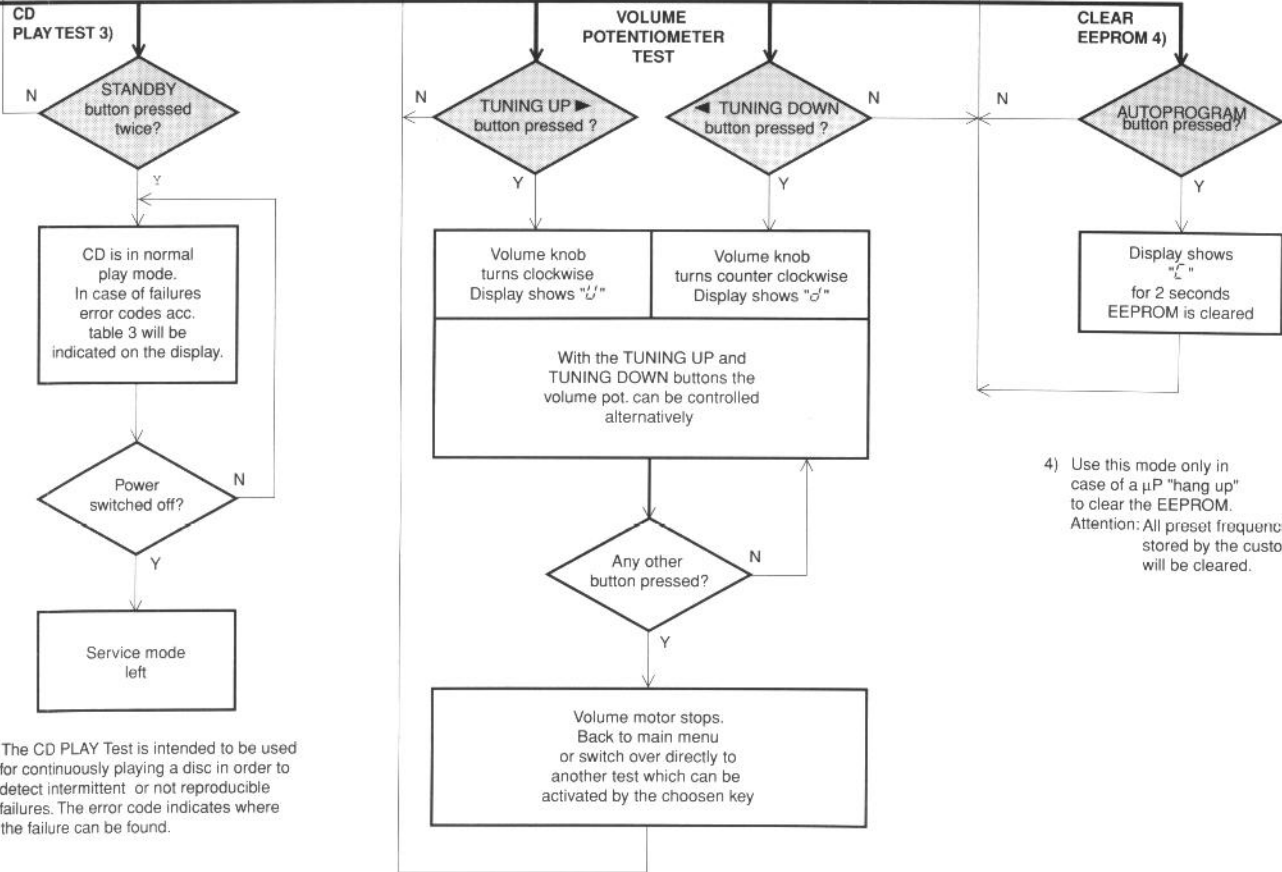 CD
PLAY TEST 3)
N
STANDBY
button pressed
twice?
Y
CD is in normal
play mode.
In case of failures
error codes acc.
table 3 will be
indicated on the display.
Power
switched off?
N
Y
Service mode
left
The CD PLAY Test is intended to be used
for continuously playing a disc in order to
detect intermittent or not reproducible
failures. The error code indicates where
the failure can be found.
VOLUME
POTENTIOMETER
TEST
N
TUNING UP ►
button pressed ?
Y
◄ TUNING DOWN
button pressed ?
N
Y
Volume knob
turns clockwise
Display shows "U"
Volume knob
turns counter clockwise
Display shows "d"
With the TUNING UP and
TUNING DOWN buttons the
volume pot. can be controlled
alternatively
Any other
button pressed?
N
Y
Volume motor stops.
Back to main menu
or switch over directly to
another test which can be
activated by the choosen key
CLEAR
EEPROM 4)
N
AUTOPROGRAM
button pressed?
Y
Display shows
"C"
for 2 seconds
EEPROM is cleared
4) Use this mode only in
case of a µP "hang up"
to clear the EEPROM.
Attention: All preset
stored by the
will be cleared.